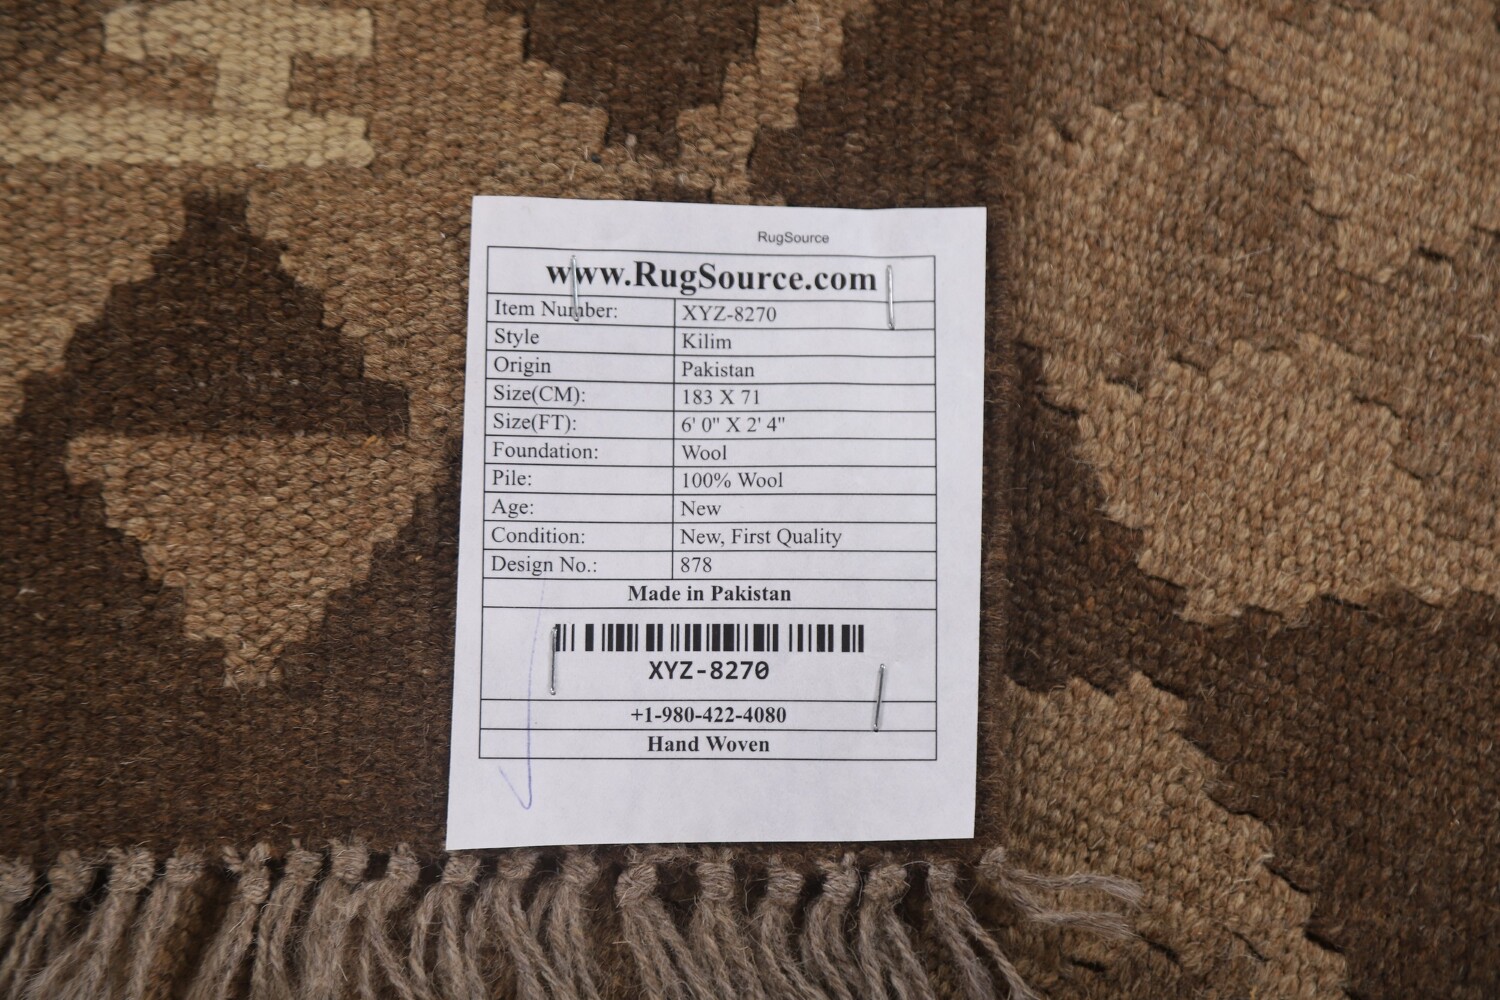 RugSource
www.RugSource.com
Item Number: XYZ-8270
Style Kilim
Origin Pakistan
Size(CM): 183 X 71
Size(FT): 6' 0" X 2' 4"
Foundation: Wool
Pile: 100% Wool
Age: New
Condition: New, First Quality
Design No.: 878
Made in Pakistan
XYZ-8270
+1-980-422-4080
Hand Woven